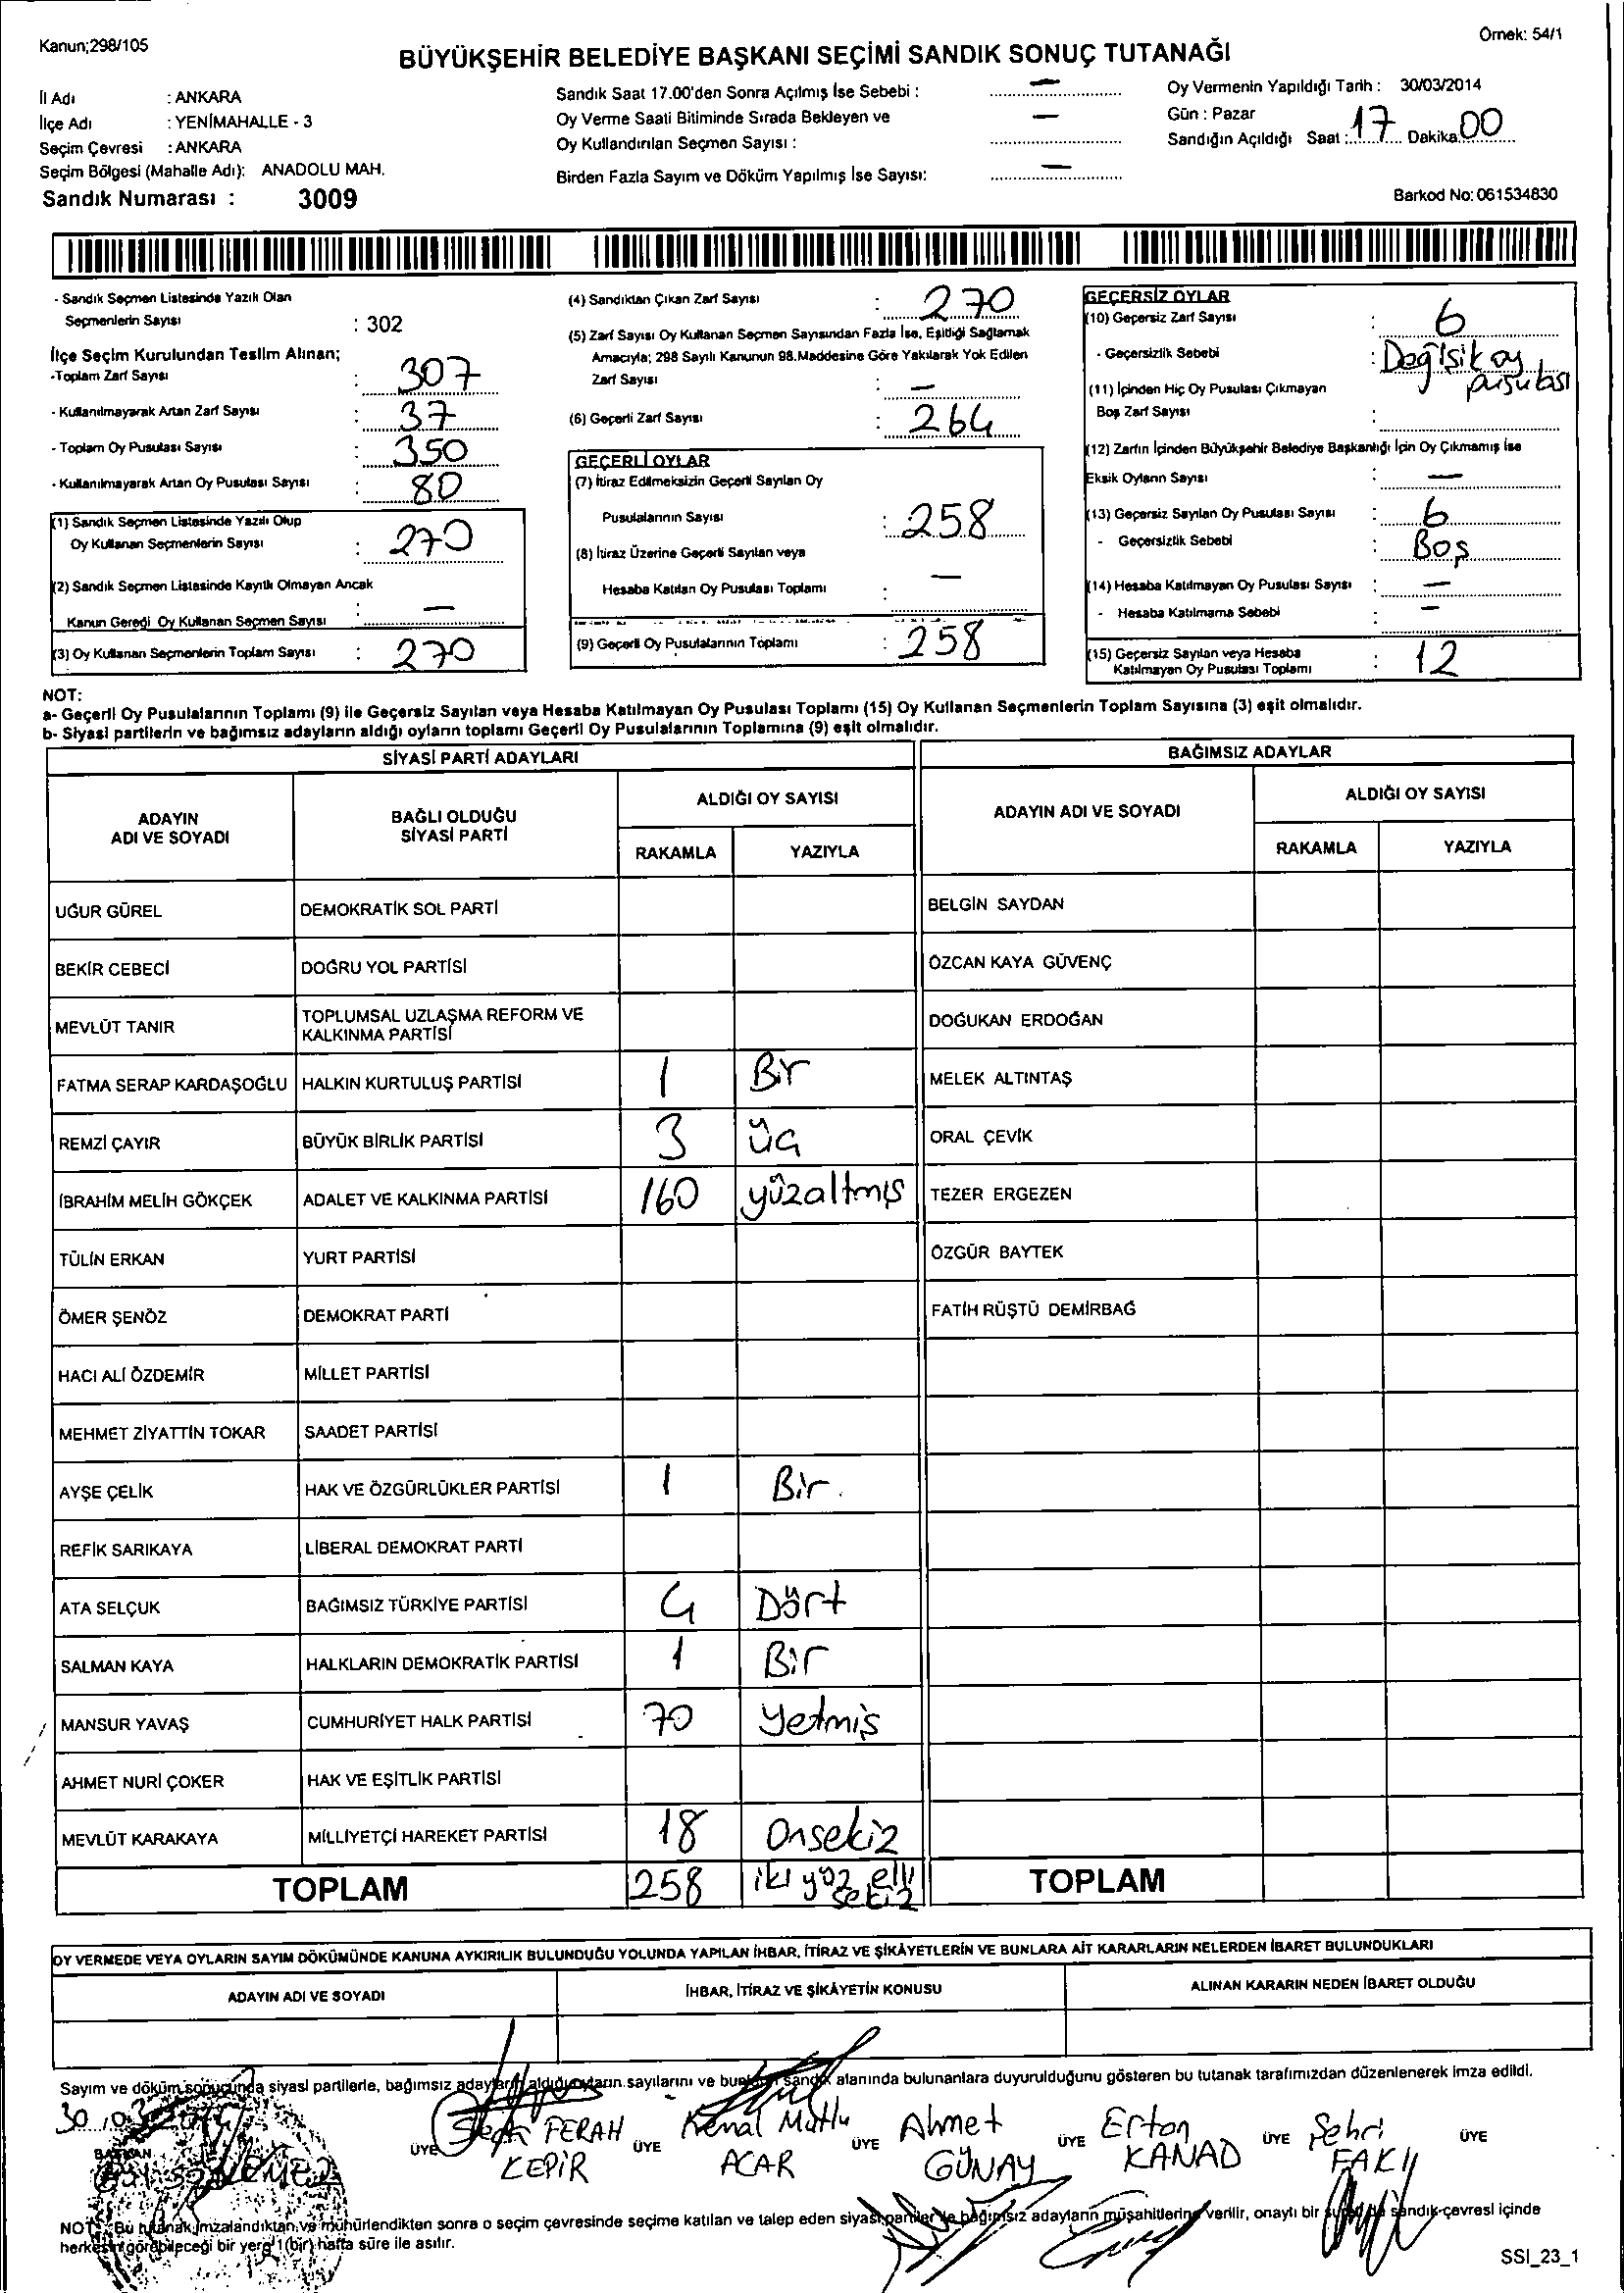 Kanun;298/105
Örnek: 54/1
BÜYÜKŞEHİR BELEDİYE BAŞKANI SEÇİMİ SANDIK SONUÇ TUTANAĞI
İl Adı : ANKARA
İlçe Adı : YENİMAHALLE - 3
Seçim Çevresi : ANKARA
Seçim Bölgesi (Mahalle Adı): ANADOLU MAH.
Sandık Numarası : 3009
Sandık Saat 17.00'den Sonra Açılmış İse Sebebi : —
Oy Verme Saati Bitiminde Sırada Bekleyen ve
Oy Kullandırılan Seçmen Sayısı : —
Birden Fazla Sayım ve Döküm Yapılmış İse Sayısı: —
Oy Vermenin Yapıldığı Tarih : 30/03/2014
Gün : Pazar
Sandığın Açıldığı Saat : 17 Dakika 00
Barkod No: 061534830
- Sandık Seçmen Listesinde Yazılı Olan
Seçmenlerin Sayısı : 302
İlçe Seçim Kurulundan Teslim Alınan;
-Toplam Zarf Sayısı : 307
- Kullanılmayarak Artan Zarf Sayısı : 37
- Toplam Oy Pusulası Sayısı : 350
- Kullanılmayarak Artan Oy Pusulası Sayısı : 80
(1) Sandık Seçmen Listesinde Yazılı Olup
Oy Kullanan Seçmenlerin Sayısı : 270
(2) Sandık Seçmen Listesinde Kayıtlı Olmayan Ancak
Kanun Gereği Oy Kullanan Seçmen Sayısı : —
(3) Oy Kullanan Seçmenlerin Toplam Sayısı : 270
(4) Sandıktan Çıkan Zarf Sayısı : 270
(5) Zarf Sayısı Oy Kullanan Seçmen Sayısından Fazla İse, Eşitliği Sağlamak
Amacıyla; 298 Sayılı Kanunun 98.Maddesine Göre Yakılarak Yok Edilen
Zarf Sayısı : —
(6) Geçerli Zarf Sayısı : 264
GEÇERLİ OYLAR
(7) İtiraz Edilmeksizin Geçerli Sayılan Oy
Pusulalarının Sayısı : 258
(8) İtiraz Üzerine Geçerli Sayılan veya
Hesaba Katılan Oy Pusulası Toplamı : —
(9) Geçerli Oy Pusulalarının Toplamı : 258
GEÇERSİZ OYLAR
(10) Geçersiz Zarf Sayısı : 6
- Geçersizlik Sebebi : Değişik oy pusulası
(11) İçinden Hiç Oy Pusulası Çıkmayan
Boş Zarf Sayısı :
(12) Zarfın İçinden Büyükşehir Belediye Başkanlığı İçin Oy Çıkmamış İse
Eksik Oyların Sayısı : —
(13) Geçersiz Sayılan Oy Pusulası Sayısı : 6
- Geçersizlik Sebebi : Boş
(14) Hesaba Katılmayan Oy Pusulası Sayısı : —
- Hesaba Katılmama Sebebi : —
(15) Geçersiz Sayılan veya Hesaba
Katılmayan Oy Pusulası Toplamı : 12
NOT:
a- Geçerli Oy Pusulalarının Toplamı (9) ile Geçersiz Sayılan veya Hesaba Katılmayan Oy Pusulası Toplamı (15) Oy Kullanan Seçmenlerin Toplam Sayısına (3) eşit olmalıdır.
b- Siyasi partilerin ve bağımsız adayların aldığı oyların toplamı Geçerli Oy Pusulalarının Toplamına (9) eşit olmalıdır.
SİYASİ PARTİ ADAYLARI BAĞIMSIZ ADAYLAR
ADAYIN ADI VE SOYADI BAĞLI OLDUĞU SİYASİ PARTİ ALDIĞI OY SAYISI ADAYIN ADI VE SOYADI ALDIĞI OY SAYISI
RAKAMLA YAZIYLA RAKAMLA YAZIYLA
UĞUR GÜREL DEMOKRATİK SOL PARTİ BELGİN SAYDAN
BEKİR CEBECİ DOĞRU YOL PARTİSİ ÖZCAN KAYA GÜVENÇ
MEVLÜT TANIR TOPLUMSAL UZLAŞMA REFORM VE KALKINMA PARTİSİ DOĞUKAN ERDOĞAN
FATMA SERAP KARDAŞOĞLU HALKIN KURTULUŞ PARTİSİ 1 Bir MELEK ALTINTAŞ
REMZİ ÇAYIR BÜYÜK BİRLİK PARTİSİ 3 üç ORAL ÇEVİK
İBRAHİM MELİH GÖKÇEK ADALET VE KALKINMA PARTİSİ 160 yüzaltmış TEZER ERGEZEN
TÜLİN ERKAN YURT PARTİSİ ÖZGÜR BAYTEK
ÖMER ŞENÖZ DEMOKRAT PARTİ FATİH RÜŞTÜ DEMİRBAĞ
HACI ALİ ÖZDEMİR MİLLET PARTİSİ
MEHMET ZİYATTİN TOKAR SAADET PARTİSİ
AYŞE ÇELİK HAK VE ÖZGÜRLÜKLER PARTİSİ 1 Bir.
REFİK SARIKAYA LİBERAL DEMOKRAT PARTİ
ATA SELÇUK BAĞIMSIZ TÜRKİYE PARTİSİ 4 Dört
SALMAN KAYA HALKLARIN DEMOKRATİK PARTİSİ 1 Bir
MANSUR YAVAŞ CUMHURİYET HALK PARTİSİ 70 yetmiş
AHMET NURİ ÇOKER HAK VE EŞİTLİK PARTİSİ
MEVLÜT KARAKAYA MİLLİYETÇİ HAREKET PARTİSİ 18 Onsekiz
TOPLAM 258 iki yüz elli sekiz TOPLAM
OY VERMEDE VEYA OYLARIN SAYIM DÖKÜMÜNDE KANUNA AYKIRILIK BULUNDUĞU YOLUNDA YAPILAN İHBAR, İTİRAZ VE ŞİKÂYETLERİN VE BUNLARA AİT KARARLARIN NELERDEN İBARET BULUNDUKLARI
ADAYIN ADI VE SOYADI İHBAR, İTİRAZ VE ŞİKÂYETİN KONUSU ALINAN KARARIN NEDEN İBARET OLDUĞU
Sayım ve döküm sonucunda siyasi partilerle, bağımsız adayların aldığı oyların sayılarını ve bunların sandık alanında bulunanlara duyurulduğunu gösteren bu tutanak tarafımızdan düzenlenerek imza edildi.
30.03.2014
BAŞKAN
ÜYE Seda FERAH KEPİR
ÜYE Kenal Mutlu ACAR
ÜYE Ahmet GÜNAY
ÜYE Ertan KANAD
ÜYE Şehri FAKI
ÜYE
NOT: Bu tutanak imzalandıktan ve mühürlendikten sonra o seçim çevresinde seçime katılan ve talep eden siyasi partiler ile bağımsız adayların müşahitlerine verilir, onaylı bir sureti de sandık çevresi içinde
herkesin görebileceği bir yere 1(bir) hafta süre ile asılır.
SSI_23_1